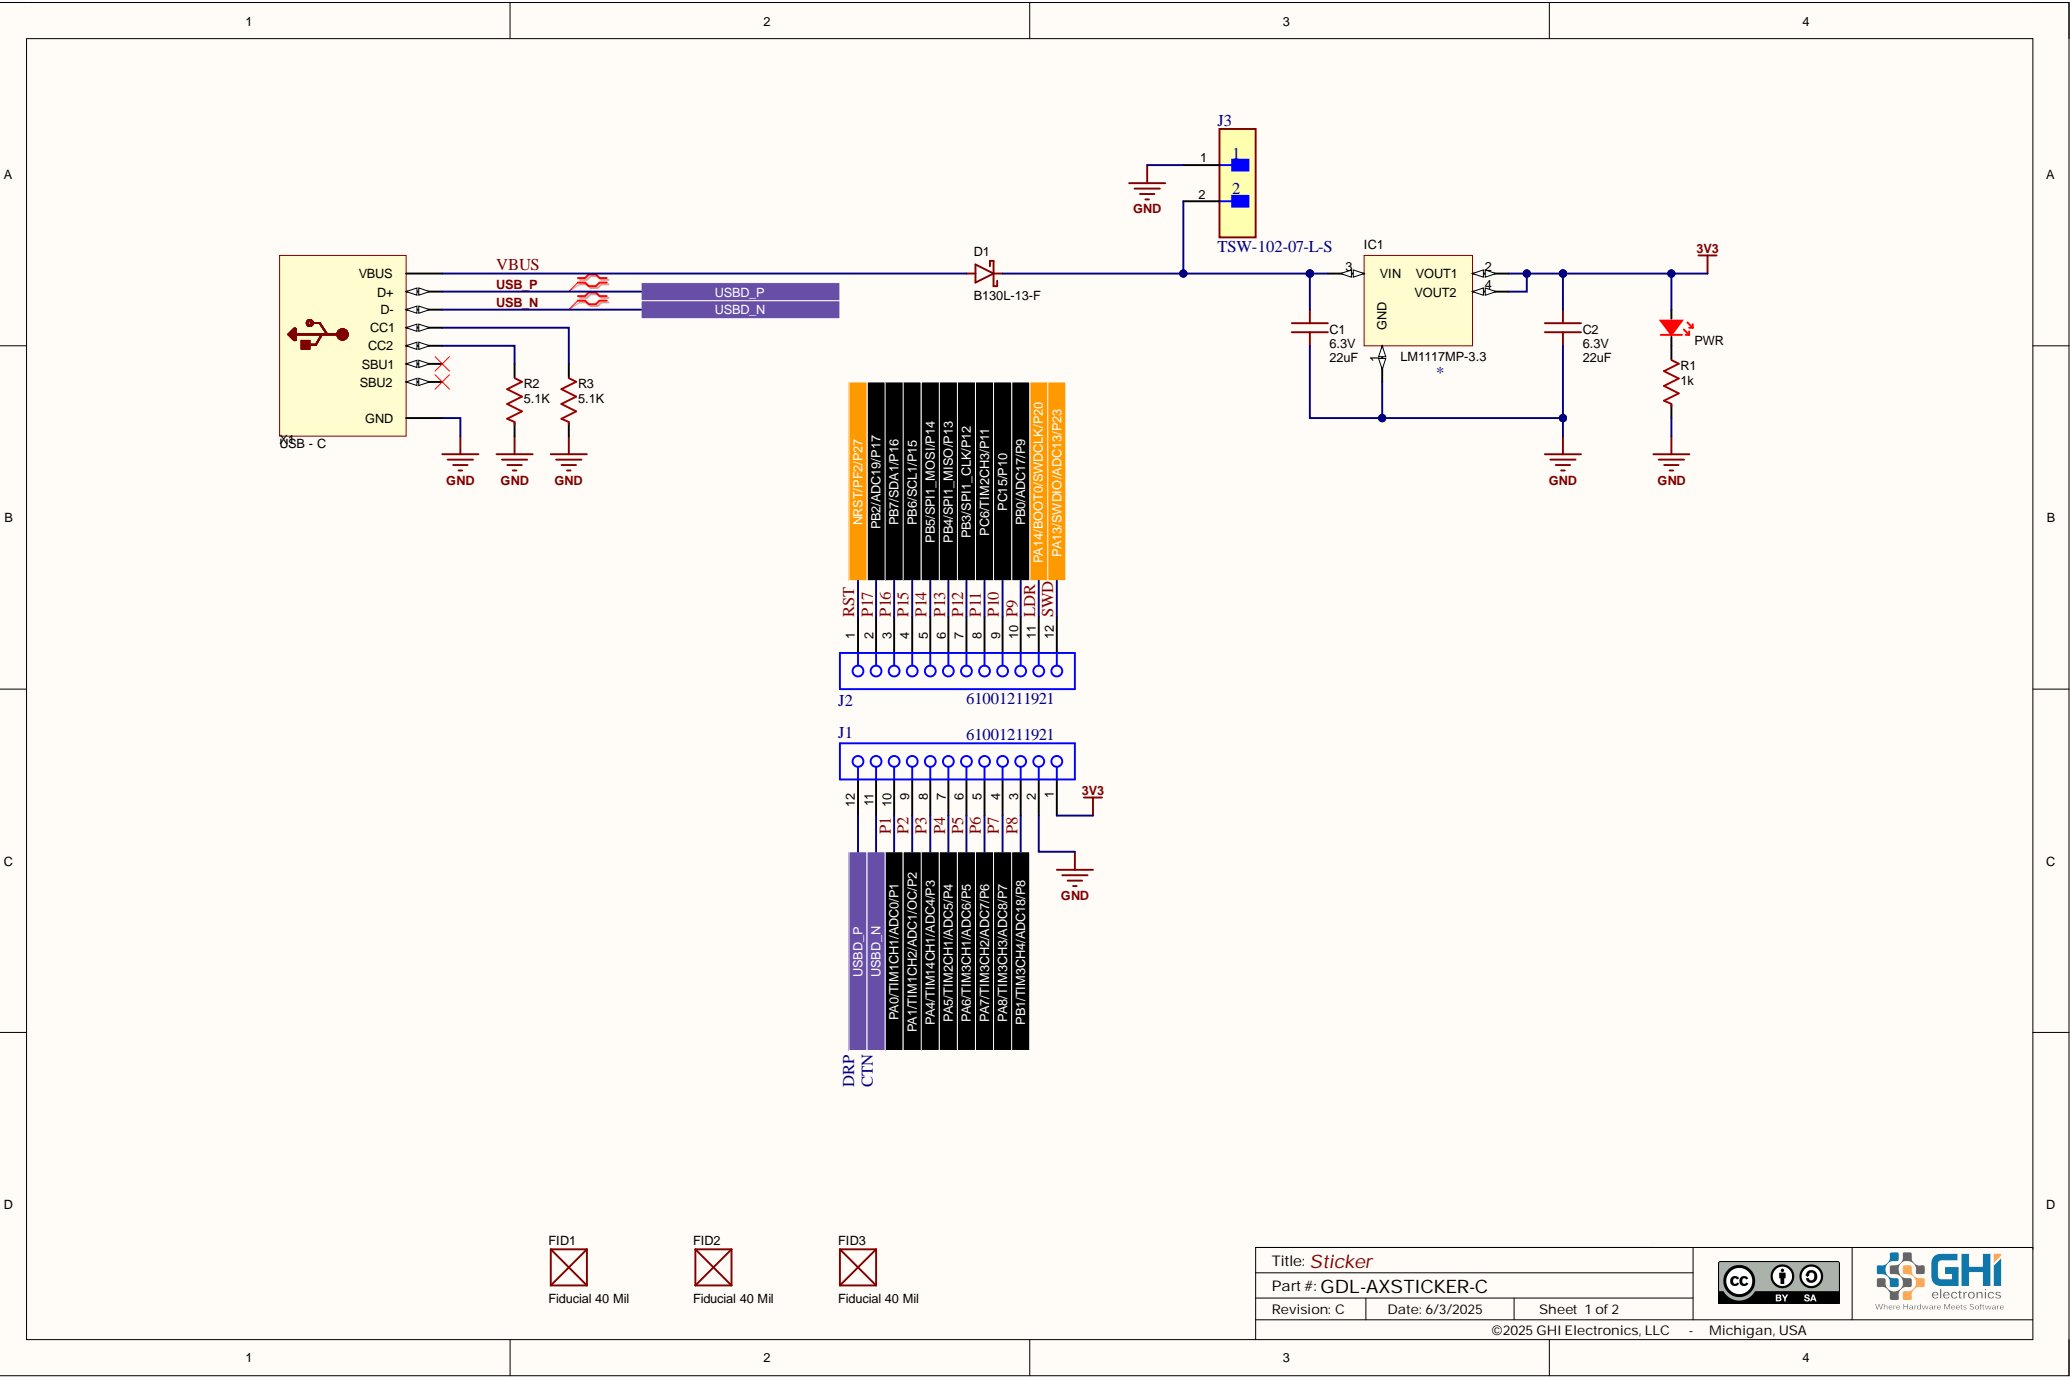 1
2
3
4
A
A
J3
1
1
2
2
GND
TSW-102-07-L-S
VBUS
D+
D-
CC1
CC2
SBU1
SBU2
GND
USB - C
VBUS
USB_P
USB_N
USBD_P
USBD_N
R2
5.1K
R3
5.1K
GND
GND
GND
D1
B130L-13-F
IC1
3
VIN
VOUT1
2
VOUT2
4
GND
1
LM1117MP-3.3
*
C1
6.3V
22uF
C2
6.3V
22uF
3V3
PWR
R1
1k
GND
GND
B
B
NRST/PF2/P27
PB2/ADC19/P17
PB7/SDA1/P16
PB6/SCL1/P15
PB5/SPI1_MOSI/P14
PB4/SPI1_MISO/P13
PB3/SPI1_CLK/P12
PC6/TIM2CH3/P11
PC15/P10
PB0/ADC17/P9
PA14/BOOT0/SWDCLK/P20
PA13/SWDIO/ADC13/P23
RST
P17
P16
P15
P14
P13
P12
P11
P10
P9
LDR
SWD
1
2
3
4
5
6
7
8
9
10
11
12
J2
61001211921
J1
61001211921
12
11
10
9
8
7
6
5
4
3
2
1
3V3
P1
P2
P3
P4
P5
P6
P7
P8
GND
C
C
USBD_P
USBD_N
PA0/TIM1CH1/ADC0/P1
PA1/TIM1CH2/ADC1/OC/P2
PA4/TIM14CH1/ADC4/P3
PA5/TIM2CH1/ADC5/P4
PA6/TIM3CH1/ADC6/P5
PA7/TIM3CH2/ADC7/P6
PA8/TIM3CH3/ADC8/P7
PB1/TIM3CH4/ADC18/P8
DRP
CTN
D
D
FID1
Fiducial 40 Mil
FID2
Fiducial 40 Mil
FID3
Fiducial 40 Mil
Title: Sticker
Part #: GDL-AXSTICKER-C
Revision: C
Date: 6/3/2025
Sheet 1 of 2
©2025 GHI Electronics, LLC - Michigan, USA
cc
BY SA
GHI
electronics
Where Hardware Meets Software
1
2
3
4